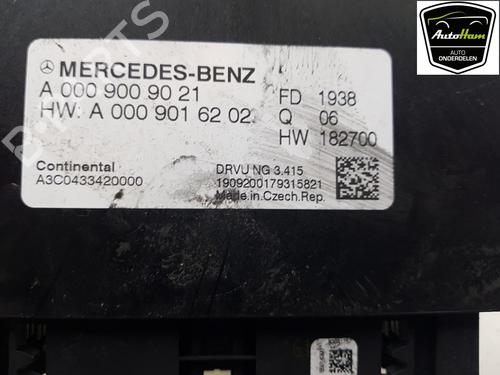 AutoHam
AUTO
ONDERDELEN
MERCEDES-BENZ
A 000 900 90 21
FD 1938
HW: A 000 901 62 02
Q 06
HW 182700
Continental
A3C0433420000
DRVU NG 3.415
1909200179315821
Made in Czech Rep.